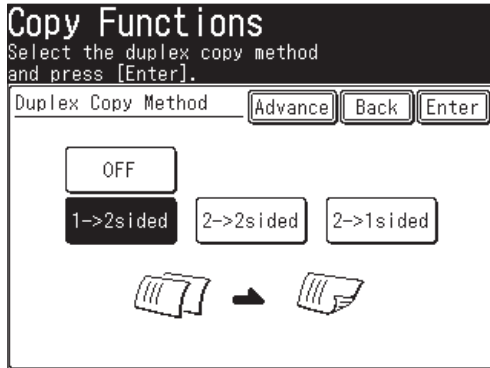 Copy Functions
Select the duplex copy method
and press [Enter].
Duplex Copy Method Advance Back Enter
OFF
1->2sided 2->2sided 2->1sided